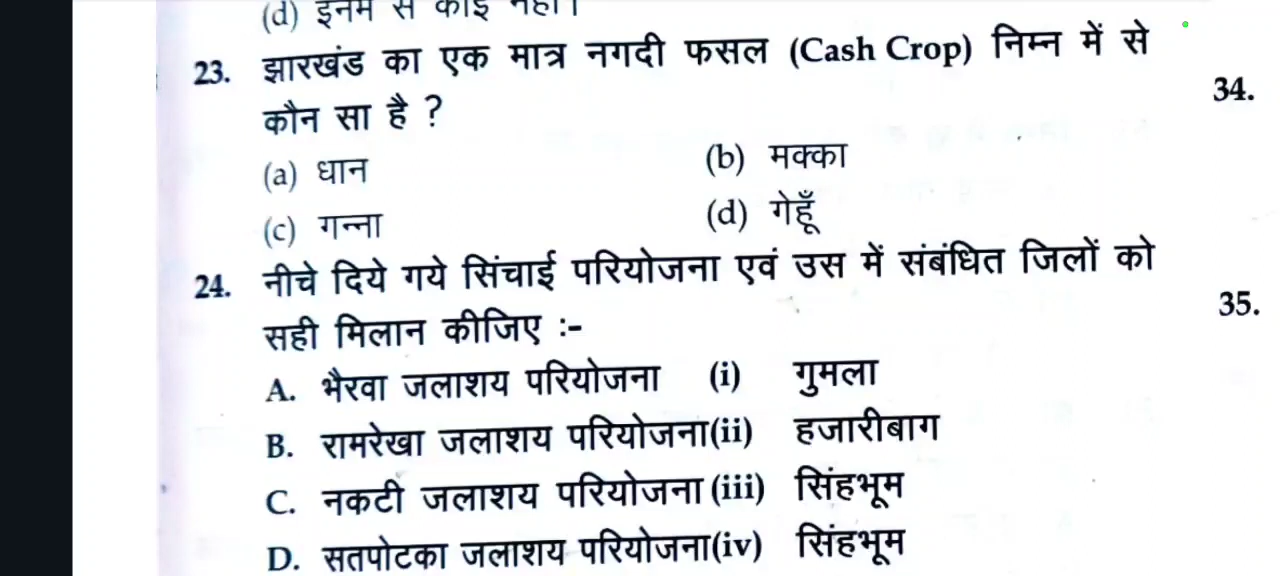 (d) इनमें से कोई नहीं।
23. झारखंड का एक मात्र नगदी फसल (Cash Crop) निम्न में से
कौन सा है ?
(a) धान (b) मक्का
(c) गन्ना (d) गेहूँ
24. नीचे दिये गये सिंचाई परियोजना एवं उस में संबंधित जिलों को
सही मिलान कीजिए :-
A. भैरवा जलाशय परियोजना (i) गुमला
B. रामरेखा जलाशय परियोजना(ii) हजारीबाग
C. नकटी जलाशय परियोजना (iii) सिंहभूम
D. सतपोटका जलाशय परियोजना(iv) सिंहभूम
34.
35.